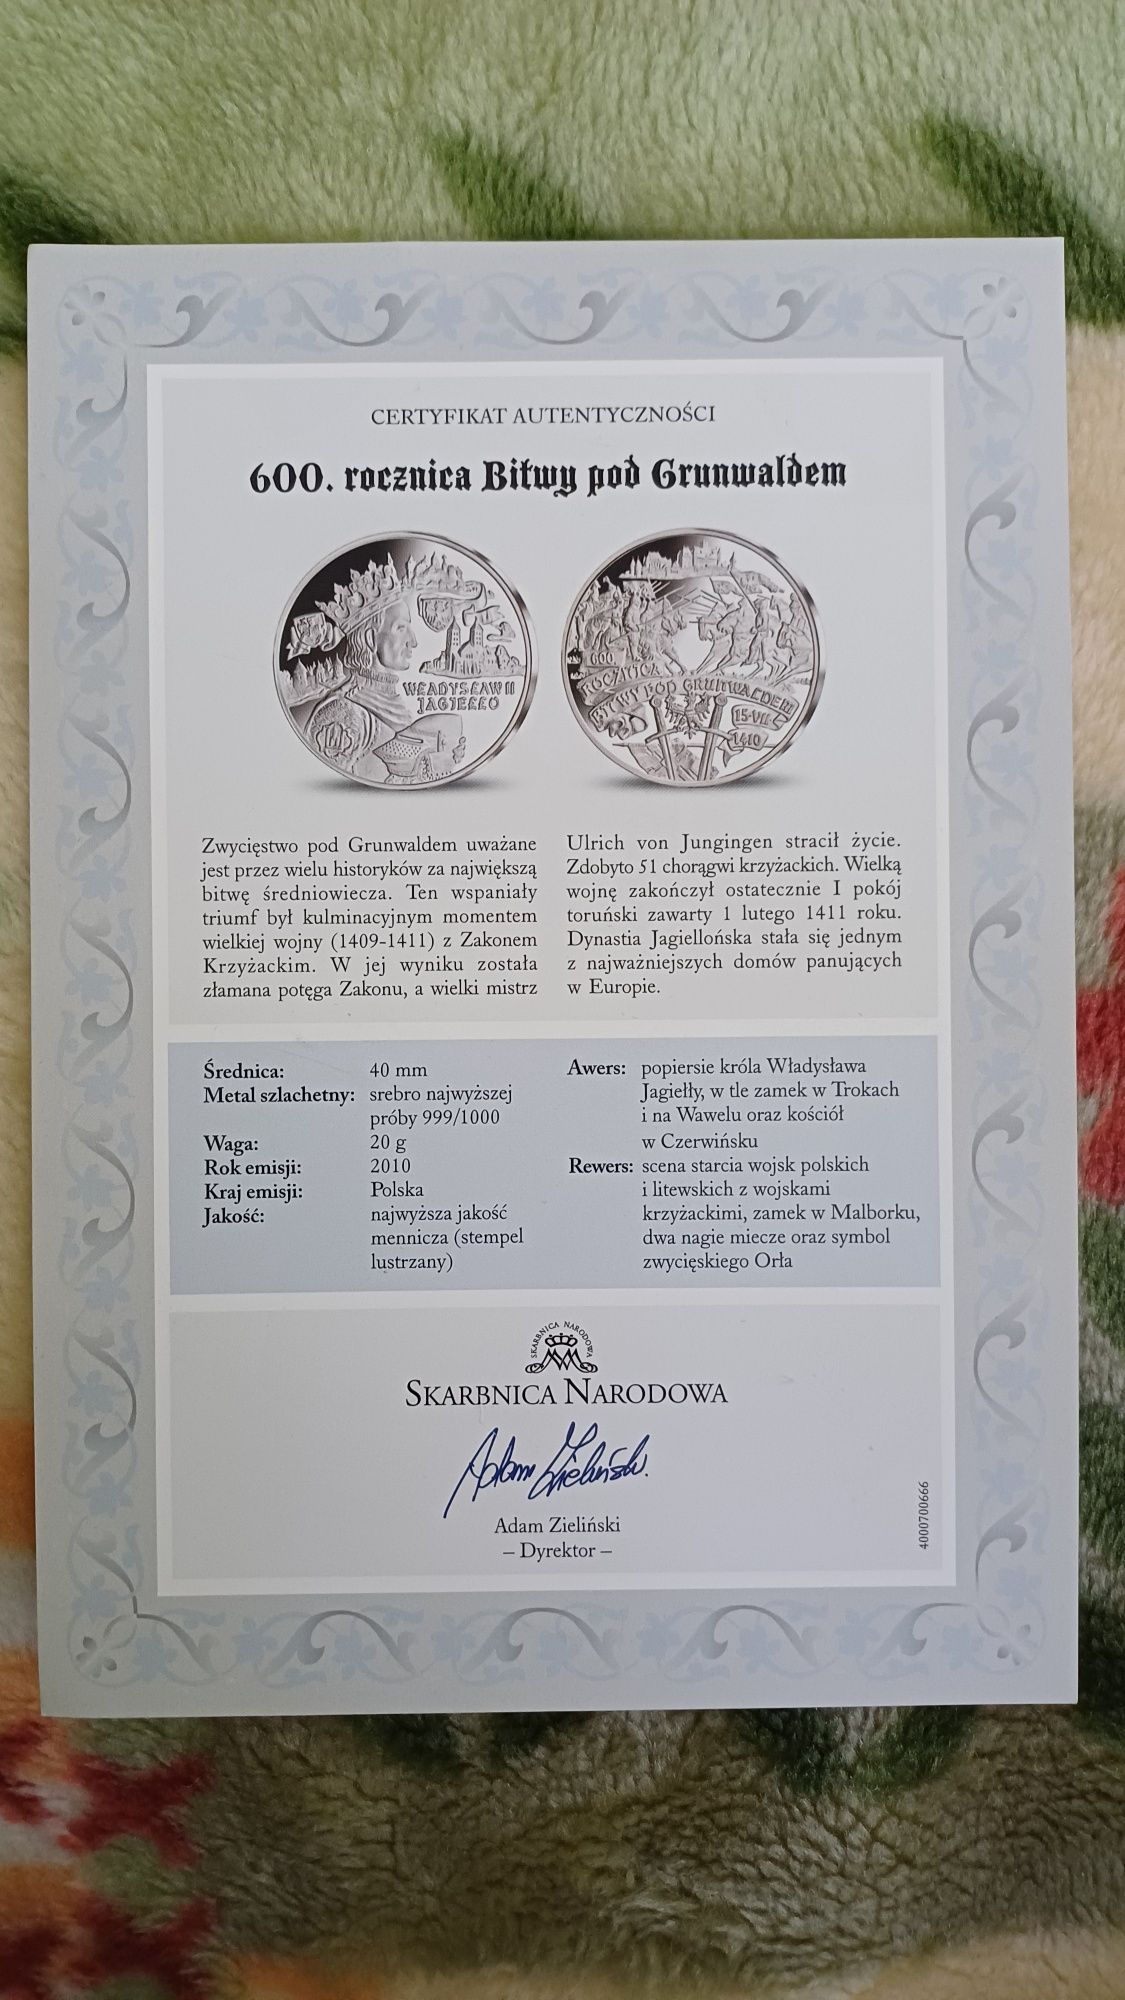 CERTYFIKAT AUTENTYCZNOŚCI
600. rocznica Bitwy pod Grunwaldem
WŁADYSŁAW II
JAGIEŁŁO
600.
ROCZNICA
BITWY POD GRUNWALDEM
15·VII
1410
Zwycięstwo pod Grunwaldem uważane
jest przez wielu historyków za największą
bitwę średniowiecza. Ten wspaniały
triumf był kulminacyjnym momentem
wielkiej wojny (1409-1411) z Zakonem
Krzyżackim. W jej wyniku została
złamana potęga Zakonu, a wielki mistrz
Ulrich von Jungingen stracił życie.
Zdobyto 51 chorągwi krzyżackich. Wielką
wojnę zakończył ostatecznie I pokój
toruński zawarty 1 lutego 1411 roku.
Dynastia Jagiellońska stała się jednym
z najważniejszych domów panujących
w Europie.
Średnica: 40 mm
Metal szlachetny: srebro najwyższej
próby 999/1000
Waga: 20 g
Rok emisji: 2010
Kraj emisji: Polska
Jakość: najwyższa jakość
mennicza (stempel
lustrzany)
Awers: popiersie króla Władysława
Jagiełły, w tle zamek w Trokach
i na Wawelu oraz kościół
w Czerwińsku
Rewers: scena starcia wojsk polskich
i litewskich z wojskami
krzyżackimi, zamek w Malborku,
dwa nagie miecze oraz symbol
zwycięskiego Orła
SKARBNICA NARODOWA
SKARBNICA NARODOWA
Adam Zieliński
Adam Zieliński
– Dyrektor –
4000700666